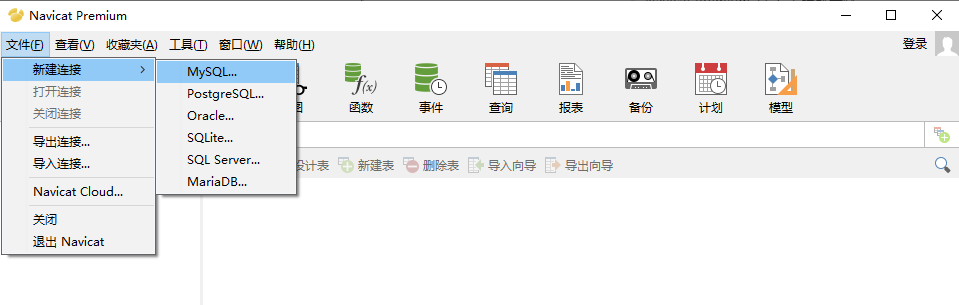 Navicat Premium
文件(F) 查看(V) 收藏夹(A) 工具(T) 窗口(W) 帮助(H) 登录
新建连接
打开连接
关闭连接
导出连接...
导入连接...
Navicat Cloud...
关闭
退出 Navicat
MySQL...
PostgreSQL...
Oracle...
SQLite...
SQL Server...
MariaDB...
f(x)
函数 事件 查询 报表 备份 计划 模型
计表 新建表 删除表 导入向导 导出向导